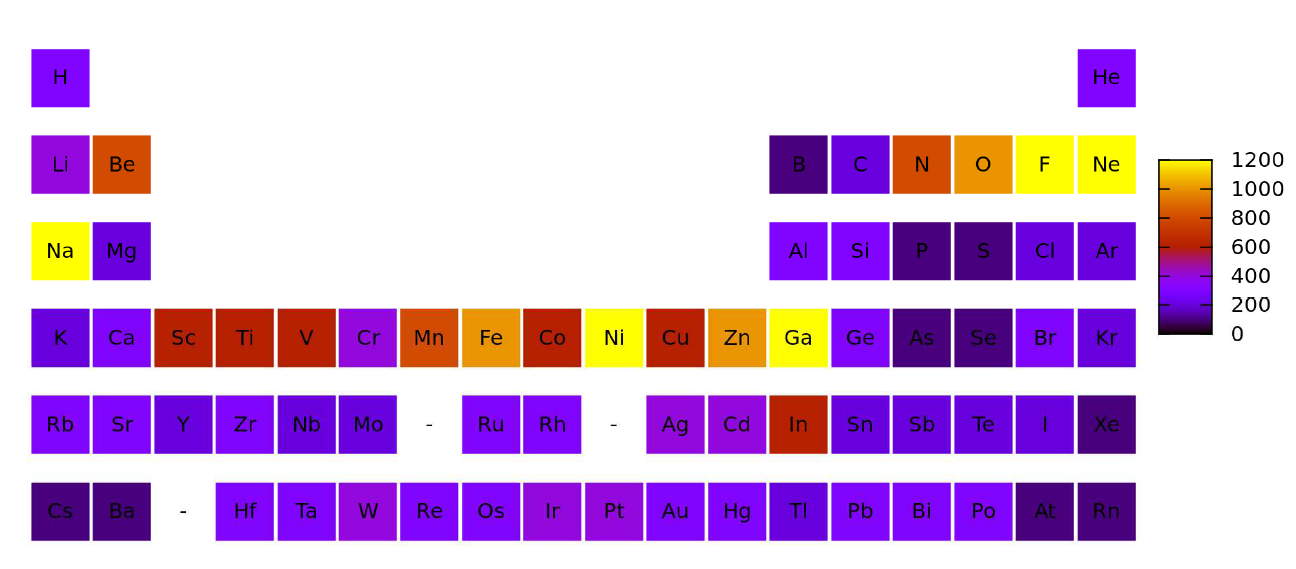 H He
Li Be B C N O F Ne
Na Mg Al Si P S Cl Ar
K Ca Sc Ti V Cr Mn Fe Co Ni Cu Zn Ga Ge As Se Br Kr
Rb Sr Y Zr Nb Mo - Ru Rh - Ag Cd In Sn Sb Te I Xe
Cs Ba - Hf Ta W Re Os Ir Pt Au Hg Tl Pb Bi Po At Rn
1200
1000
800
600
400
200
0